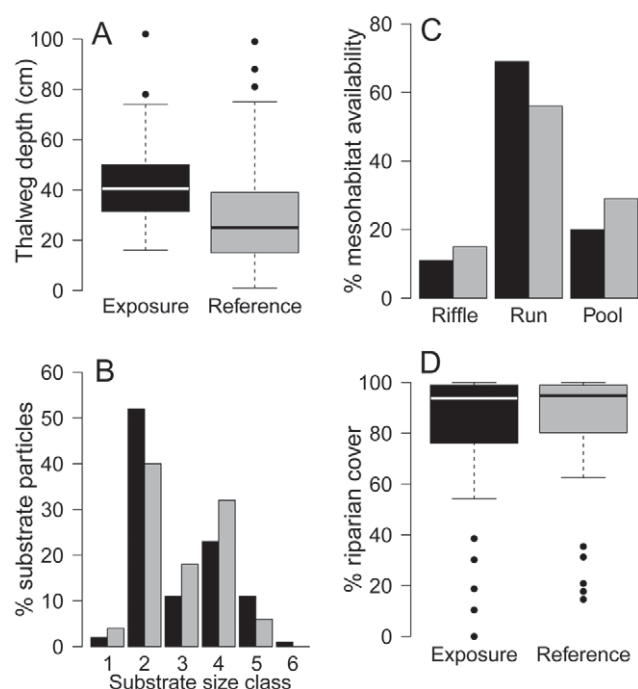 A
Thalweg depth (cm)
100
80
60
40
20
0
Exposure Reference
C
% mesohabitat availability
80
60
40
20
0
Riffle Run Pool
B
% substrate particles
60
50
40
30
20
10
0
1 2 3 4 5 6
Substrate size class
D
% riparian cover
100
80
60
40
20
0
Exposure Reference